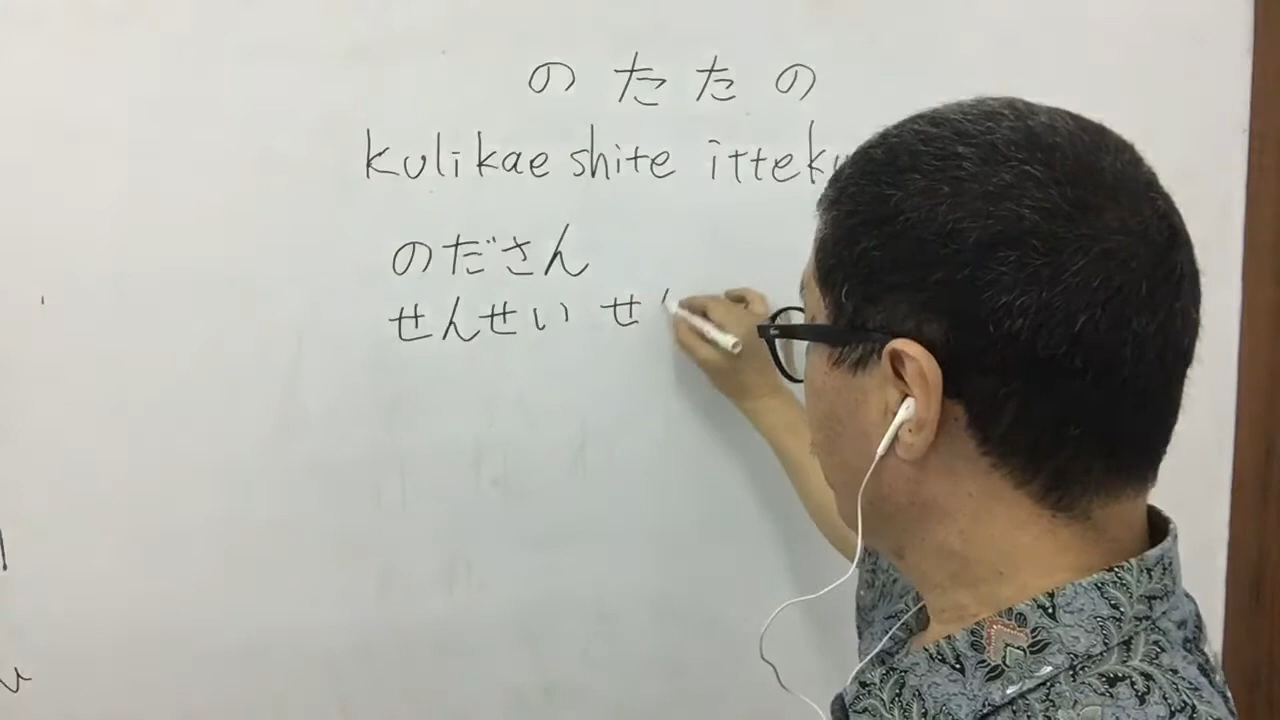 の た た の
kulikae shite itteku
のださん
せんせい せ